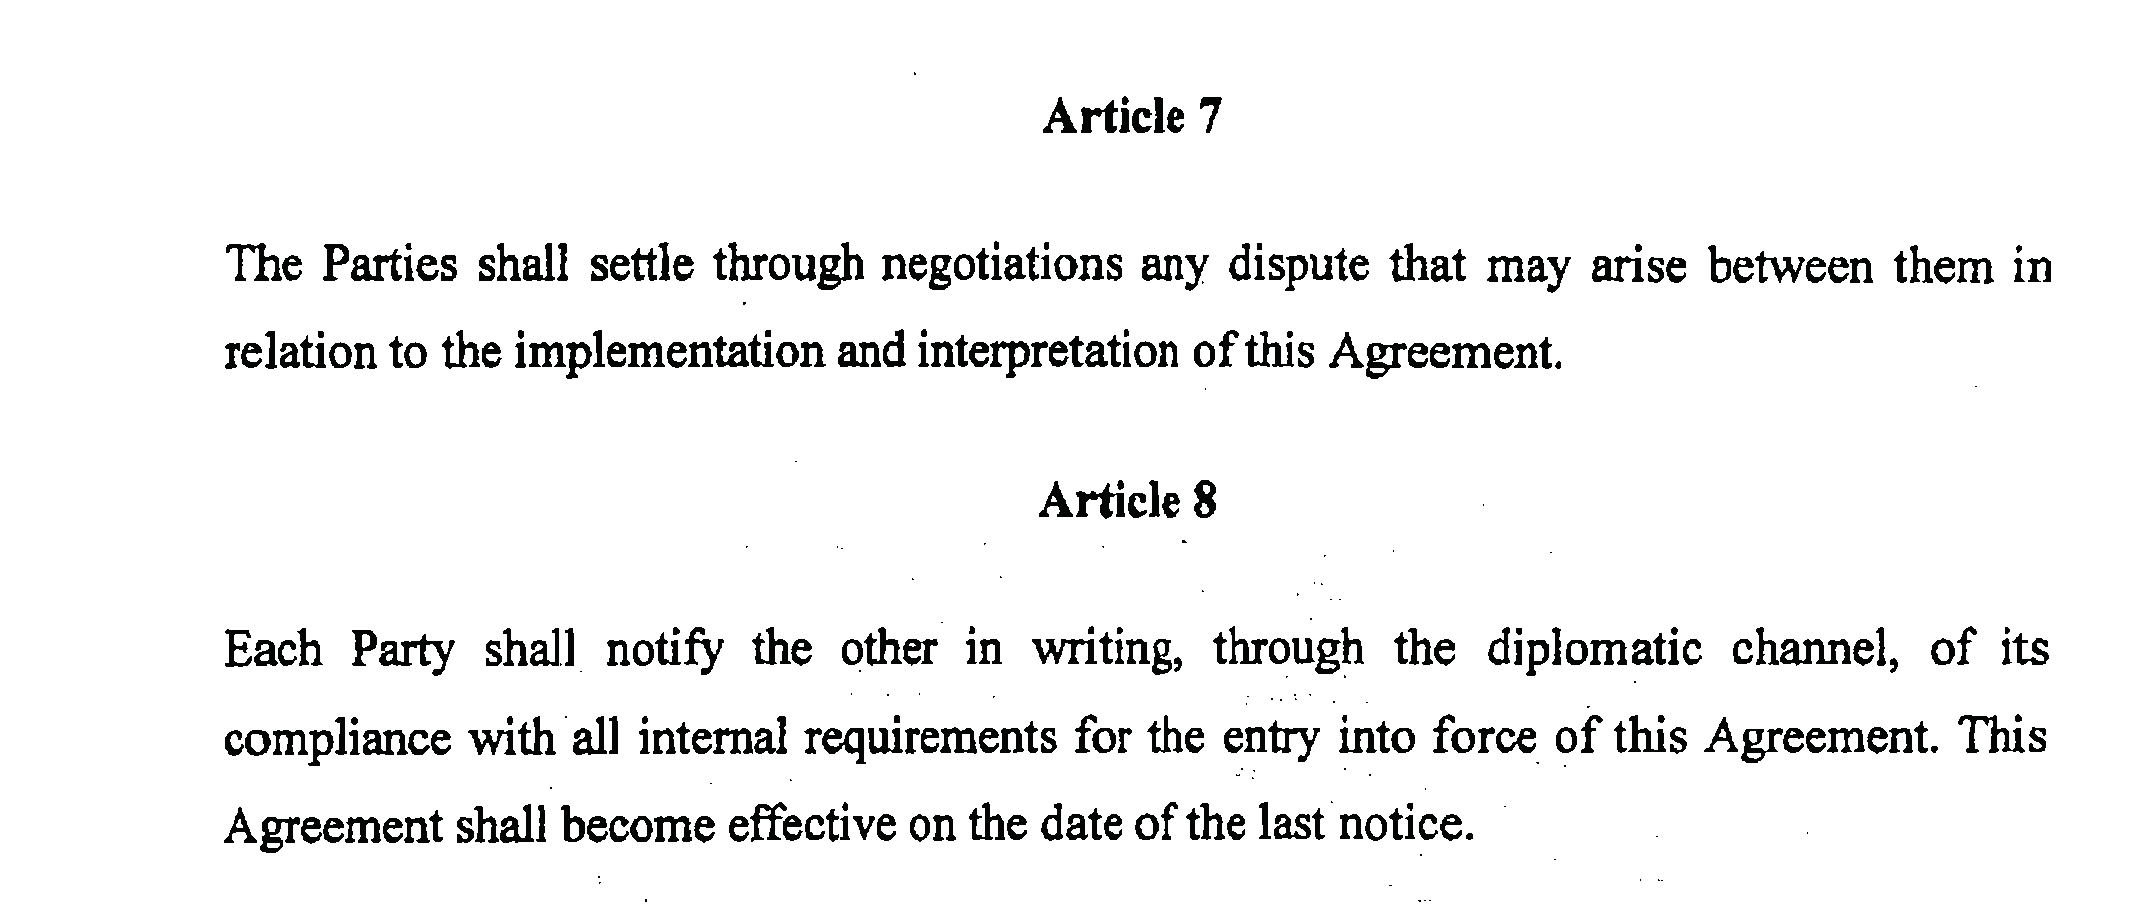 Article 7
The Parties shall settle through negotiations any dispute that may arise between them in
relation to the implementation and interpretation of this Agreement.
Article 8
Each Party shall notify the other in writing, through the diplomatic channel, of its
compliance with all internal requirements for the entry into force of this Agreement. This
Agreement shall become effective on the date of the last notice.